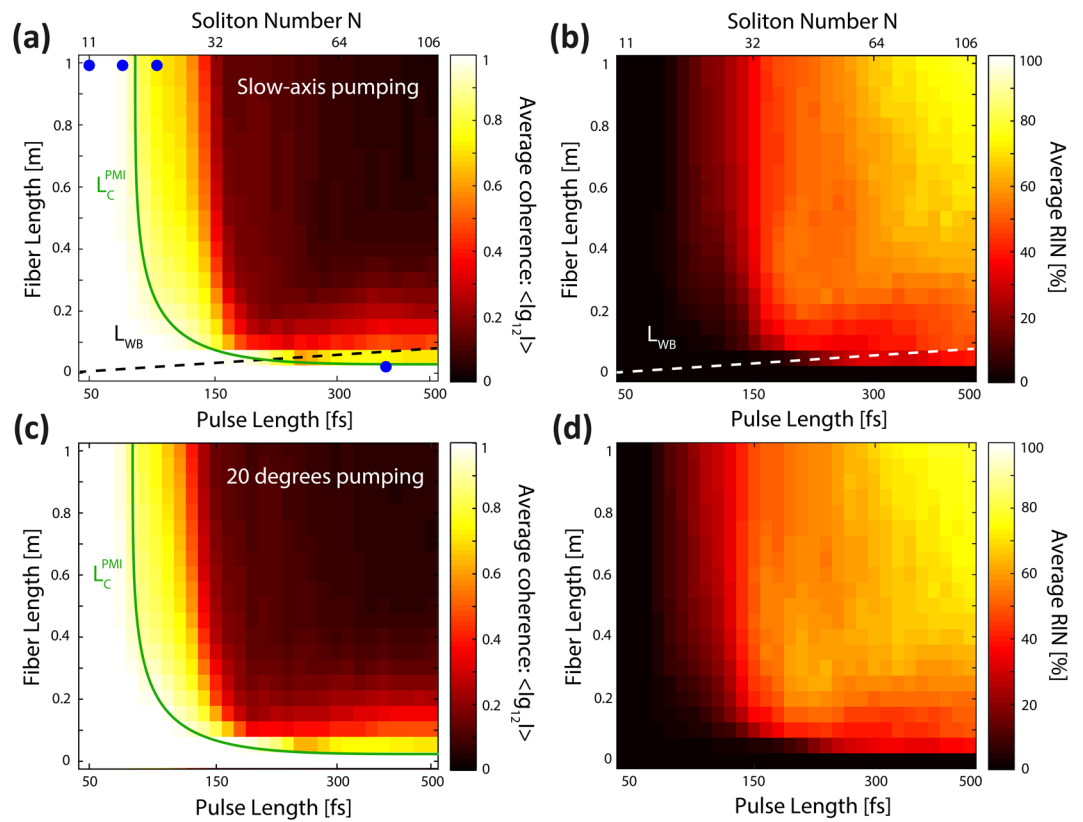 (a)
Soliton Number N
11 32 64 106
Slow-axis pumping
L_C^PMI
L_WB
Fiber Length [m]
1
0.8
0.6
0.4
0.2
0
50 150 300 500
Pulse Length [fs]
1
0.8
0.6
0.4
0.2
0
Average coherence: <|g_12|>
(b)
Soliton Number N
11 32 64 106
L_WB
Fiber Length [m]
1
0.8
0.6
0.4
0.2
0
50 150 300 500
Pulse Length [fs]
100
80
60
40
20
0
Average RIN [%]
(c)
20 degrees pumping
L_C^PMI
Fiber Length [m]
1
0.8
0.6
0.4
0.2
0
50 150 300 500
Pulse Length [fs]
1
0.8
0.6
0.4
0.2
0
Average coherence: <|g_12|>
(d)
Fiber Length [m]
1
0.8
0.6
0.4
0.2
0
50 150 300 500
Pulse Length [fs]
100
80
60
40
20
0
Average RIN [%]